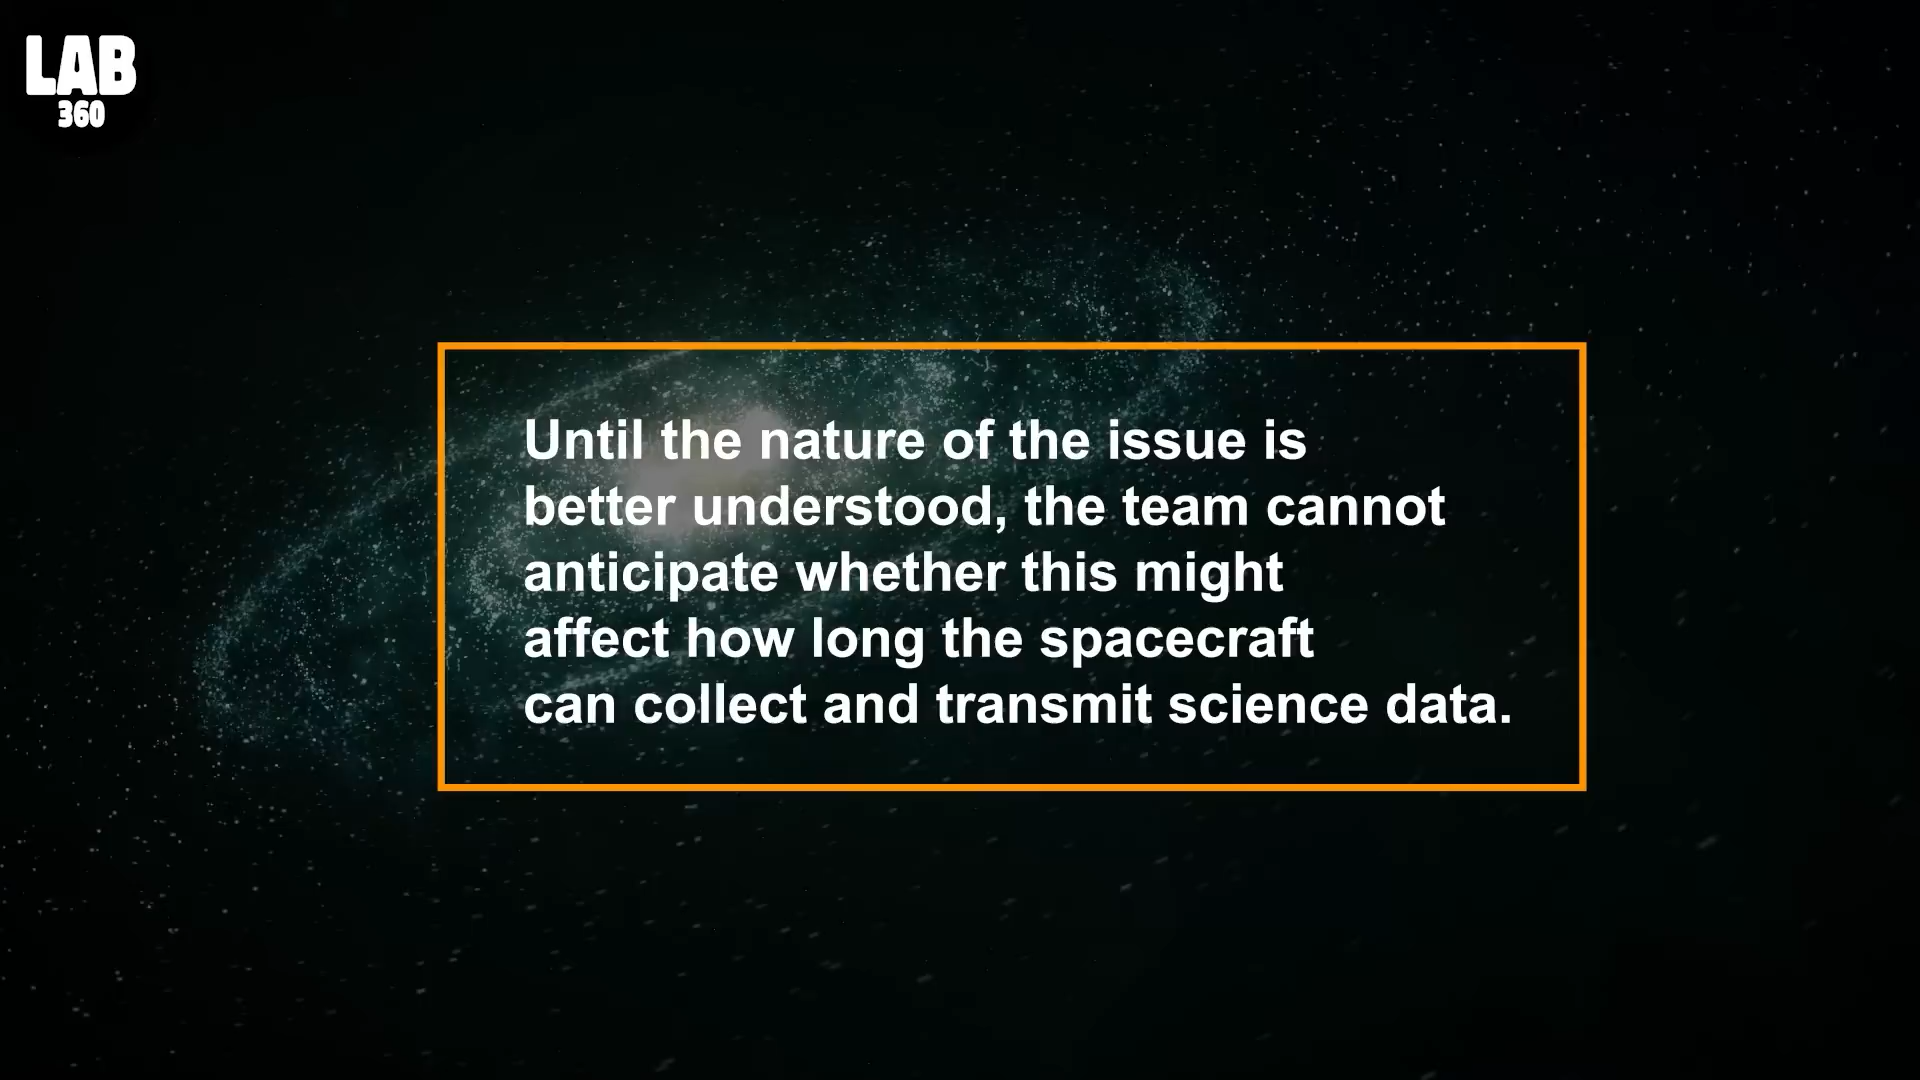 LAB
360
Until the nature of the issue is
better understood, the team cannot
anticipate whether this might
affect how long the spacecraft
can collect and transmit science data.